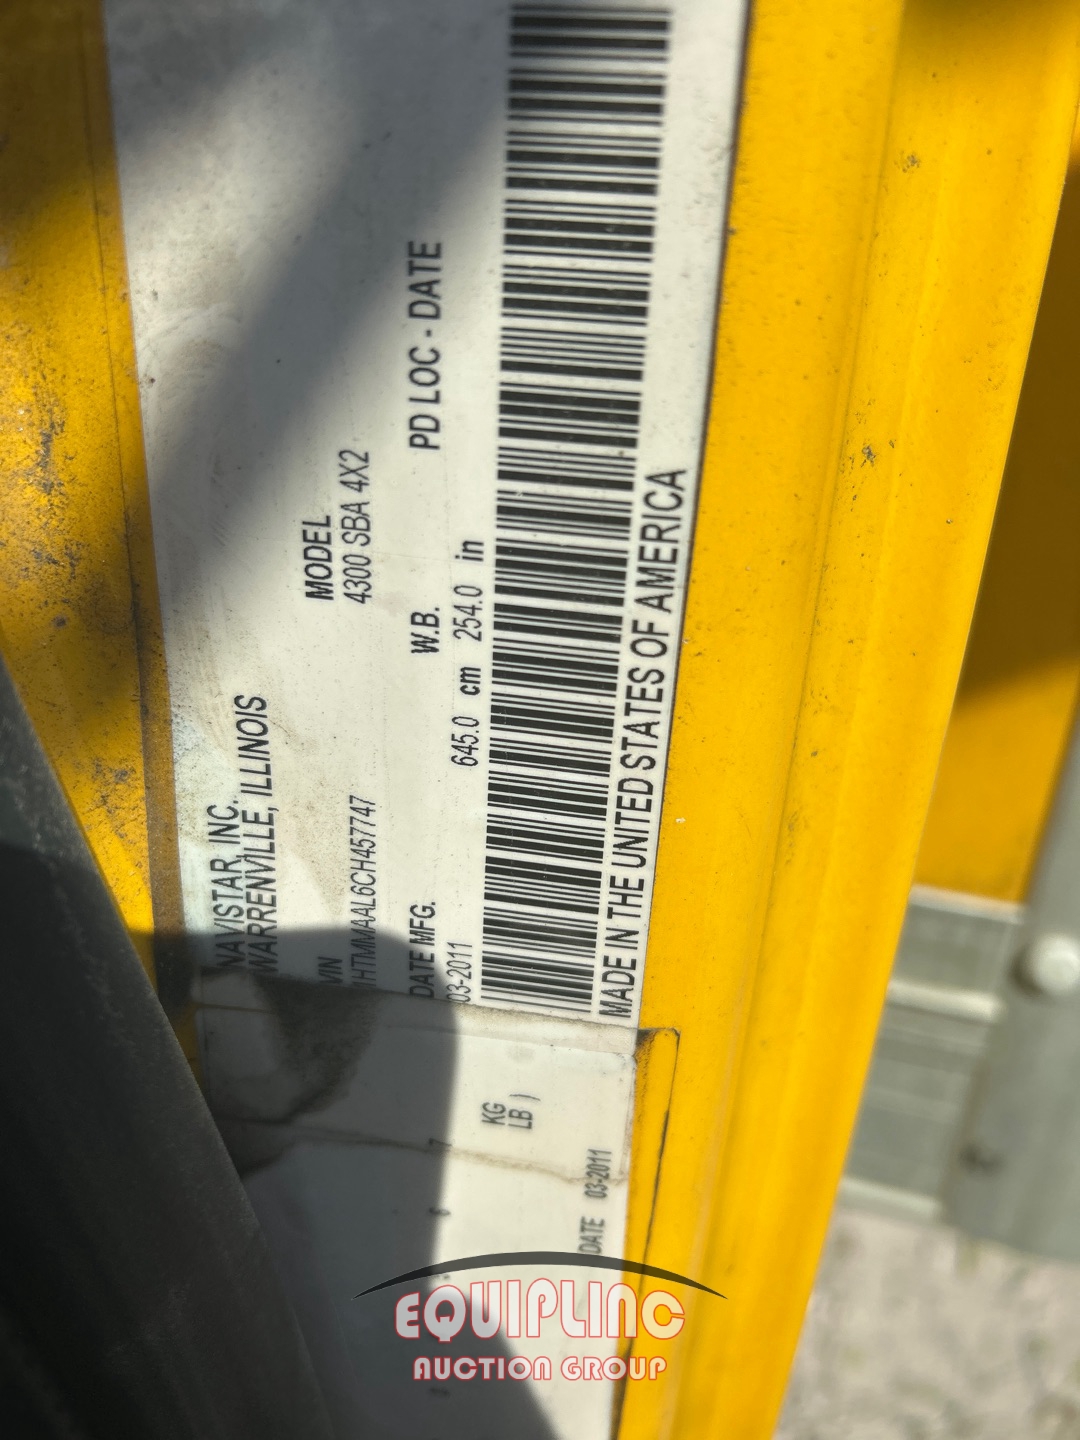 NAVISTAR, INC.
WARRENVILLE, ILLINOIS
MODEL
4300 SBA 4X2
VIN
1HTMMAAL6CH457747
DATE MFG.
03-2011
W.B.
645.0 cm 254.0 in
PD LOC - DATE
MADE IN THE UNITED STATES OF AMERICA
KG
LB )
6 7
DATE 03-2011
EQUIPLINC
AUCTION GROUP